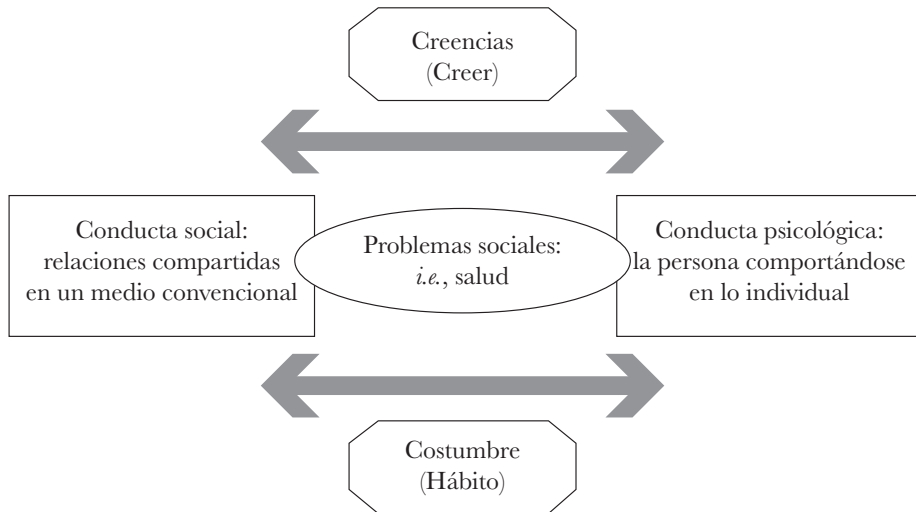 Creencias
(Creer)
Conducta social:
relaciones compartidas
en un medio convencional
Problemas sociales:
i.e., salud
Conducta psicológica:
la persona comportándose
en lo individual
Costumbre
(Hábito)